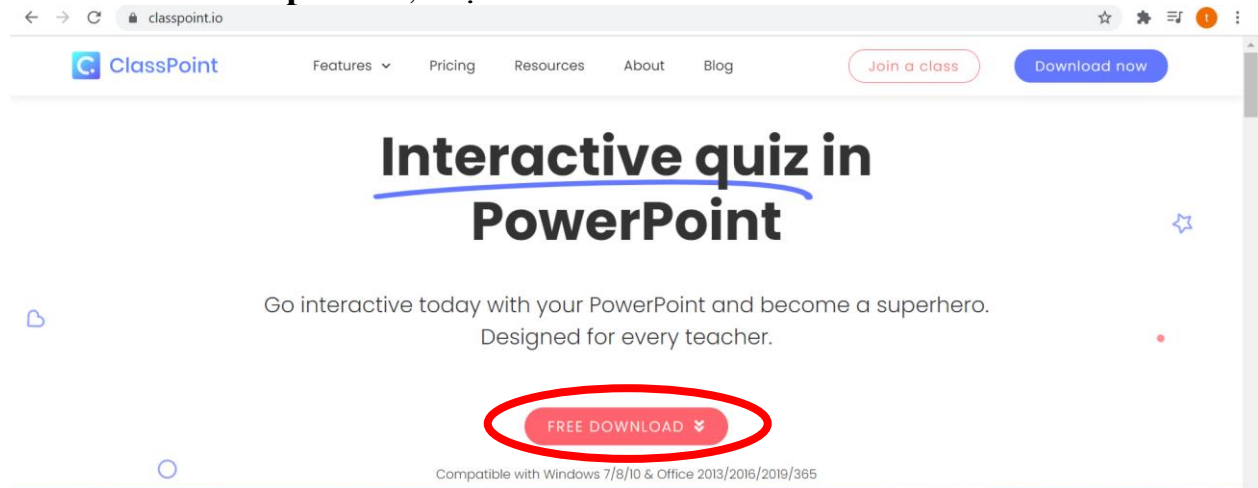 classpoint.io
t
C. ClassPoint
Features
Pricing
Resources
About
Blog
Join a class
Download now
Interactive quiz in
PowerPoint
Go interactive today with your PowerPoint and become a superhero.
Designed for every teacher.
FREE DOWNLOAD
Compatible with Windows 7/8/10 & Office 2013/2016/2019/365